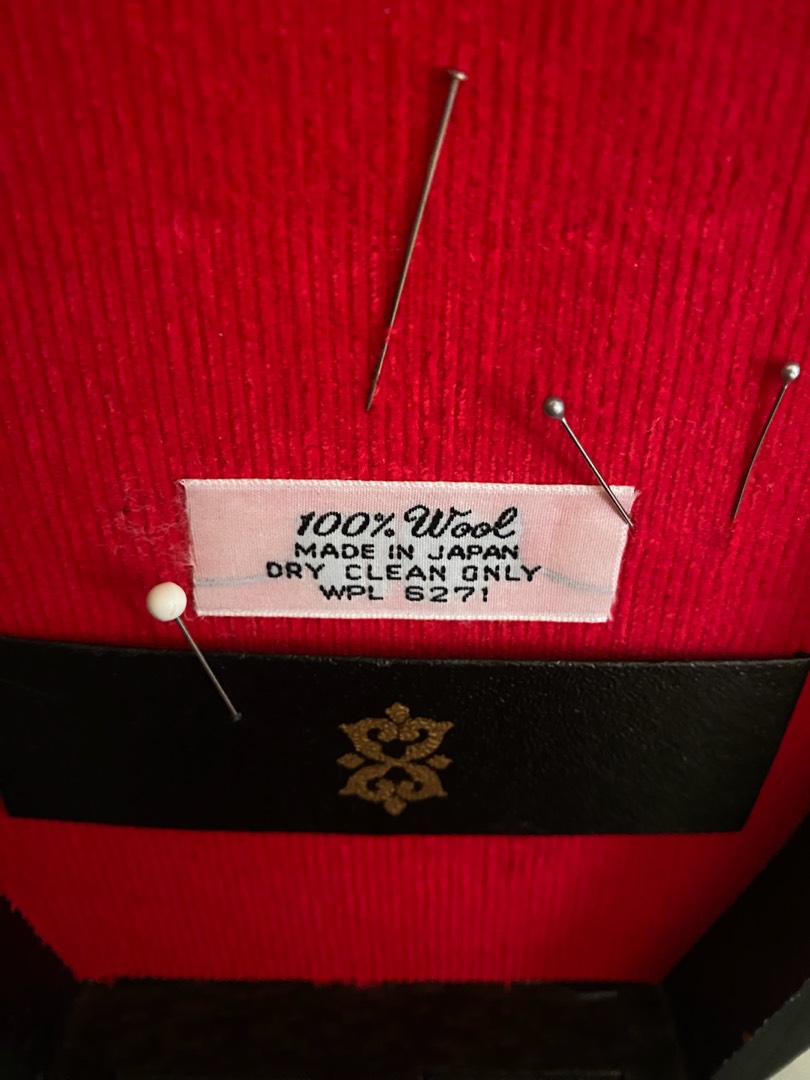 100% Wool
MADE IN JAPAN
DRY CLEAN ONLY
WPL 6271